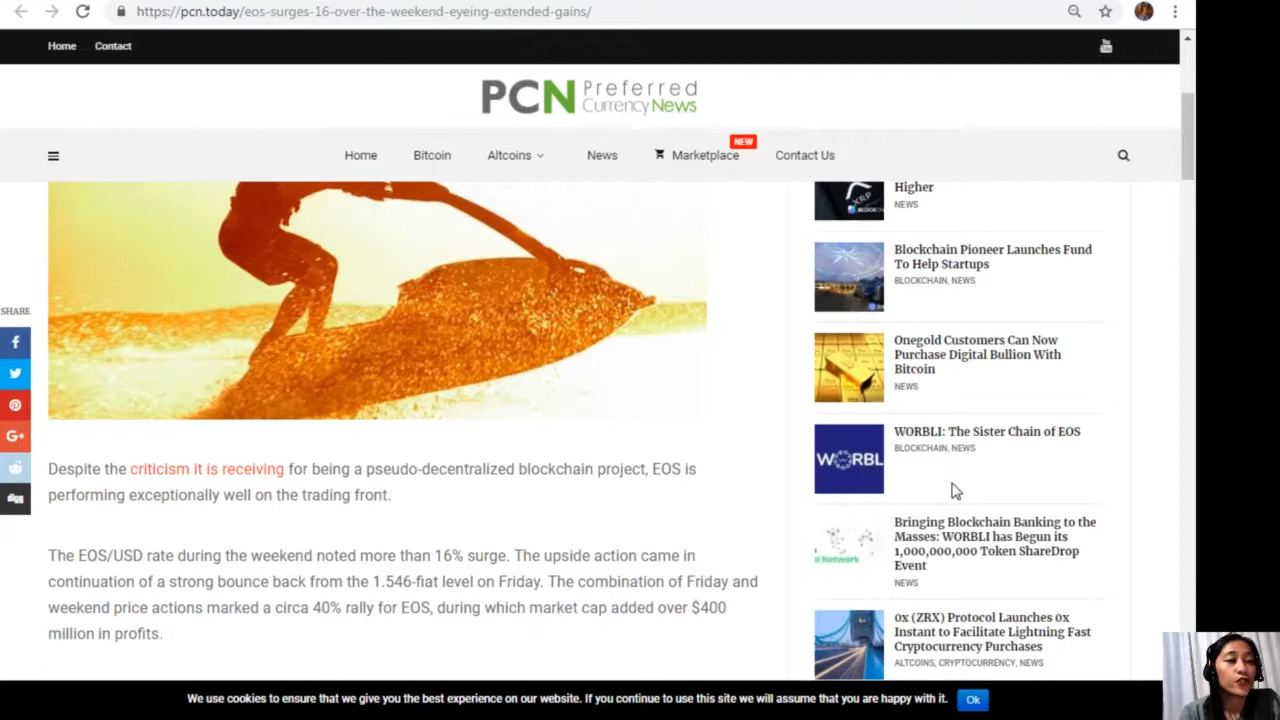 https://pcn.today/eos-surges-16-over-the-weekend-eyeing-extended-gains/
Home Contact
You
PCN Preferred
Currency News
NEW
Home Bitcoin Altcoins News Marketplace Contact Us
Higher
NEWS
Blockchain Pioneer Launches Fund
To Help Startups
BLOCKCHAIN, NEWS
SHARE
Onegold Customers Can Now
Purchase Digital Bullion With
Bitcoin
NEWS
WORBLI: The Sister Chain of EOS
BLOCKCHAIN, NEWS
WORBL
Despite the criticism it is receiving for being a pseudo-decentralized blockchain project, EOS is
performing exceptionally well on the trading front.
digg
Bringing Blockchain Banking to the
Masses: WORBLI has Begun its
1,000,000,000 Token ShareDrop
Event
NEWS
The EOS/USD rate during the weekend noted more than 16% surge. The upside action came in
continuation of a strong bounce back from the 1.546-fiat level on Friday. The combination of Friday and
weekend price actions marked a circa 40% rally for EOS, during which market cap added over $400
million in profits.
0x (ZRX) Protocol Launches 0x
Instant to Facilitate Lightning Fast
Cryptocurrency Purchases
ALTCOINS, CRYPTOCURRENCY, NEWS
We use cookies to ensure that we give you the best experience on our website. If you continue to use this site we will assume that you are happy with it. Ok